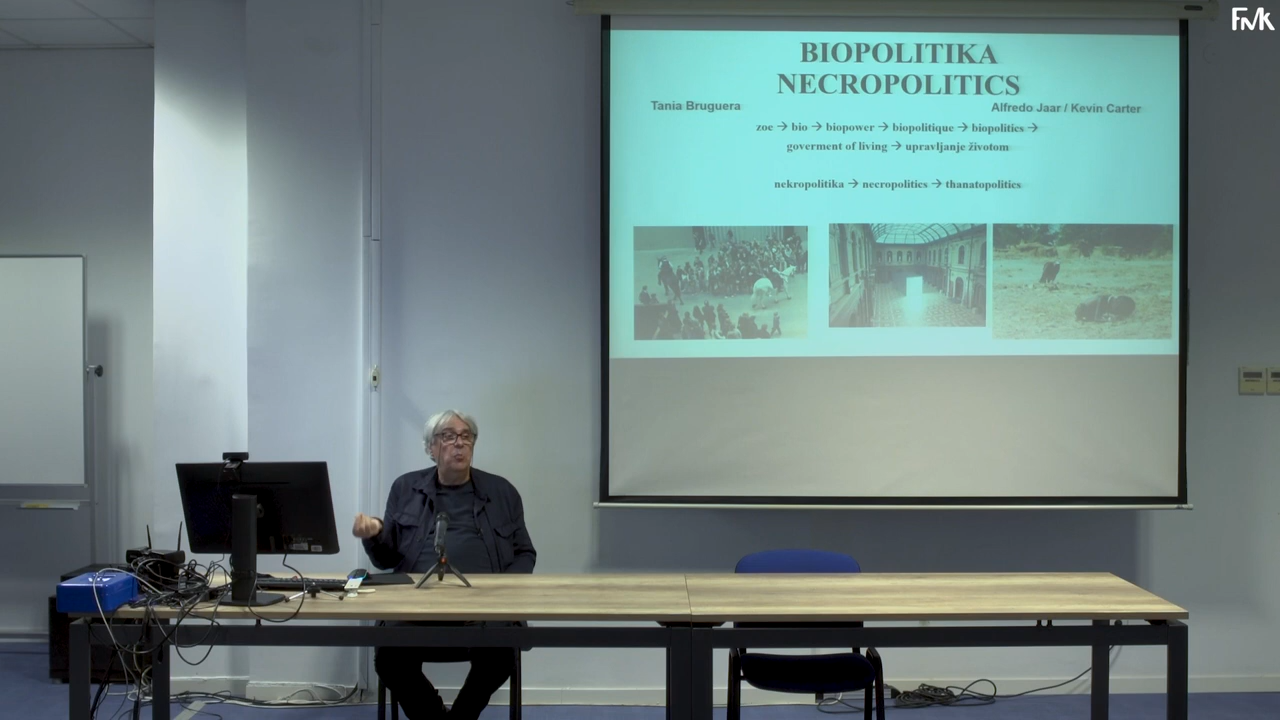 FMK
BIOPOLITIKA
NECROPOLITICS
Tania Bruguera
Alfredo Jaar / Kevin Carter
zoe → bio → biopower → biopolitique → biopolitics →
goverment of living → upravljanje životom
nekropolitika → necropolitics → thanatopolitics